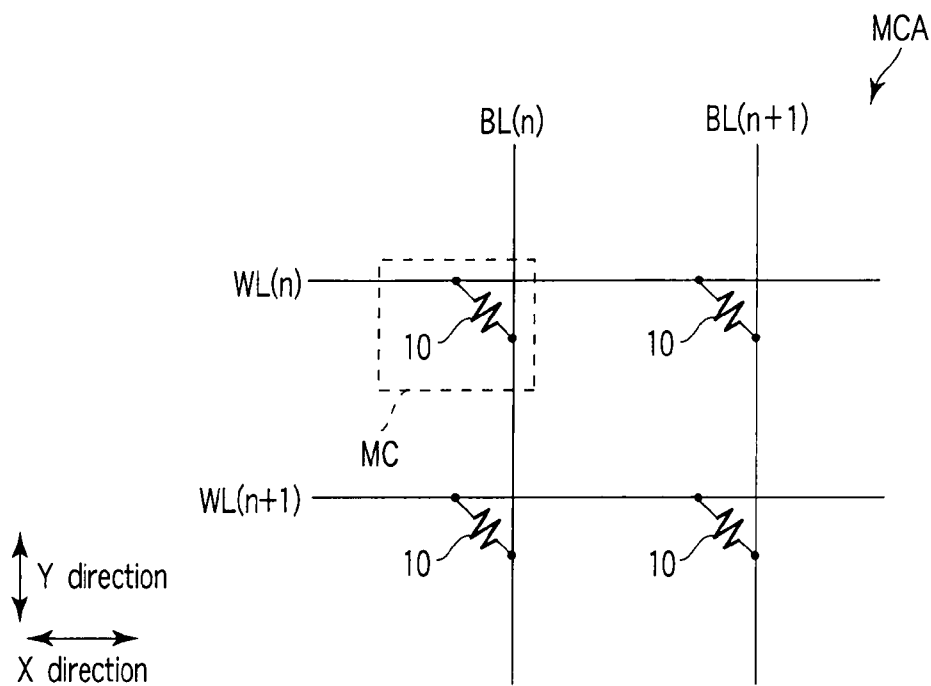 MCA
BL(n)
BL(n+1)
WL(n)
10
10
MC
WL(n+1)
10
10
Y direction
X direction